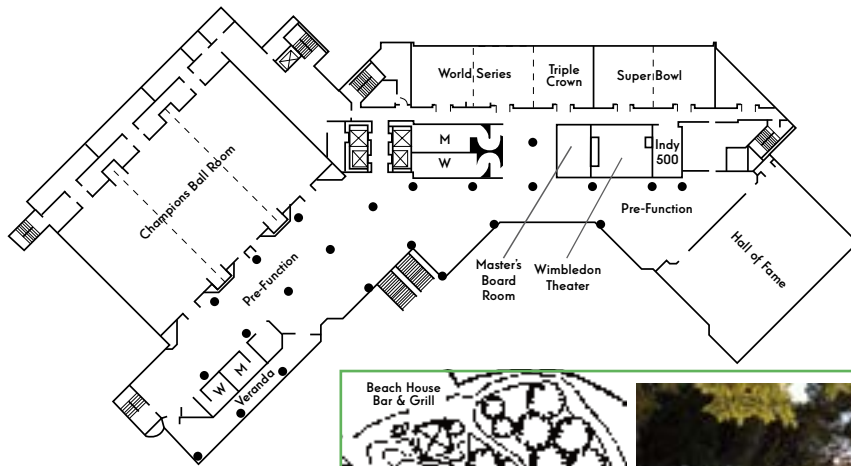 World Series
Triple
Crown
Super Bowl
M
W
Indy
500
Champions Ball Room
Pre-Function
Pre-Function
Master's
Board
Room
Wimbledon
Theater
Hall of Fame
W
M
Veranda
Beach House
Bar & Grill